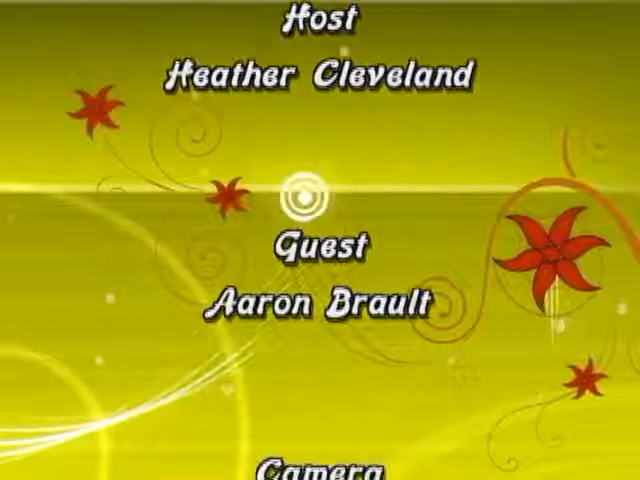 Host
Heather Cleveland
Guest
Aaron Brault
Camera